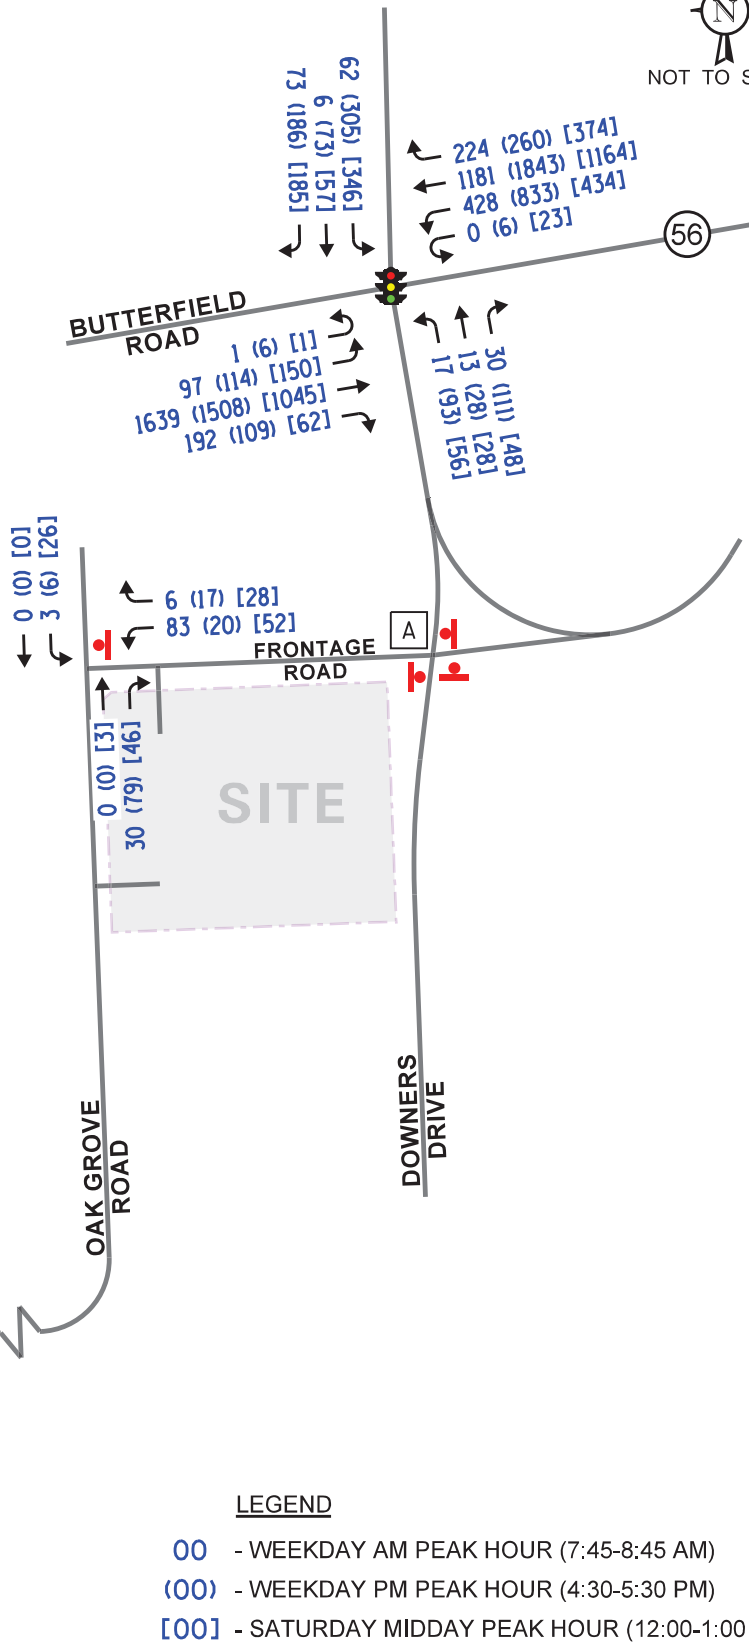 N
NOT TO S
62 (305) [346]
6 (73) [57]
73 (186) [185]
224 (260) [374]
1181 (1843) [1164]
428 (833) [434]
0 (6) [23]
56
BUTTERFIELD
ROAD
1 (6) [1]
97 (114) [150]
1639 (1508) [1045]
192 (109) [62]
17 (93) [56]
13 (28) [28]
30 (111) [48]
0 (0) [0]
3 (9) [26]
6 (17) [28]
83 (20) [52]
A
FRONTAGE
ROAD
0 (0) [3]
30 (79) [46]
SITE
OAK GROVE
ROAD
DOWNERS
DRIVE
LEGEND
00 - WEEKDAY AM PEAK HOUR (7:45-8:45 AM)
(00) - WEEKDAY PM PEAK HOUR (4:30-5:30 PM)
[00] - SATURDAY MIDDAY PEAK HOUR (12:00-1:00